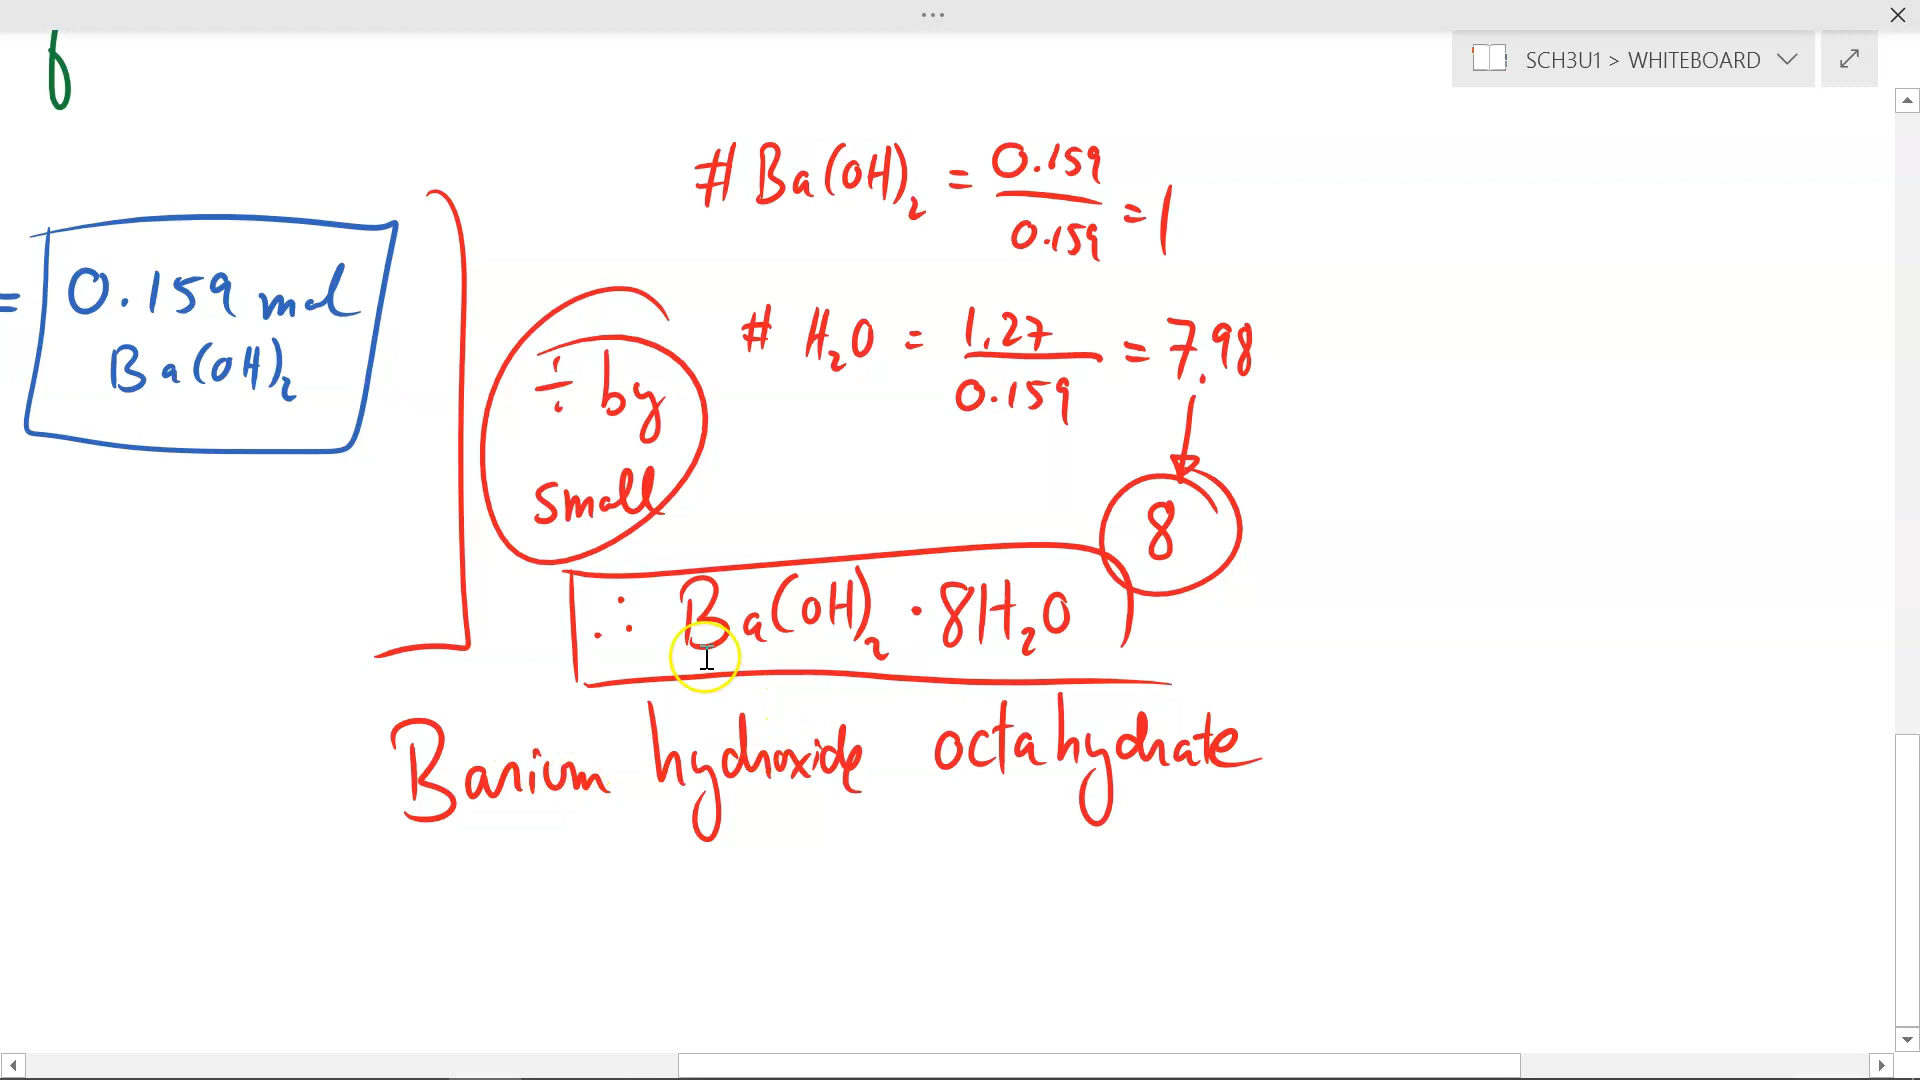 SCH3U1 > WHITEBOARD
# Ba(OH)₂ = 0.159 / 0.159 = 1
= 0.159 mol
Ba(OH)₂
÷ by
small
# H₂O = 1.27 / 0.159 = 7.98
8
∴ Ba(OH)₂ · 8H₂O
Barium hydroxide octahydrate